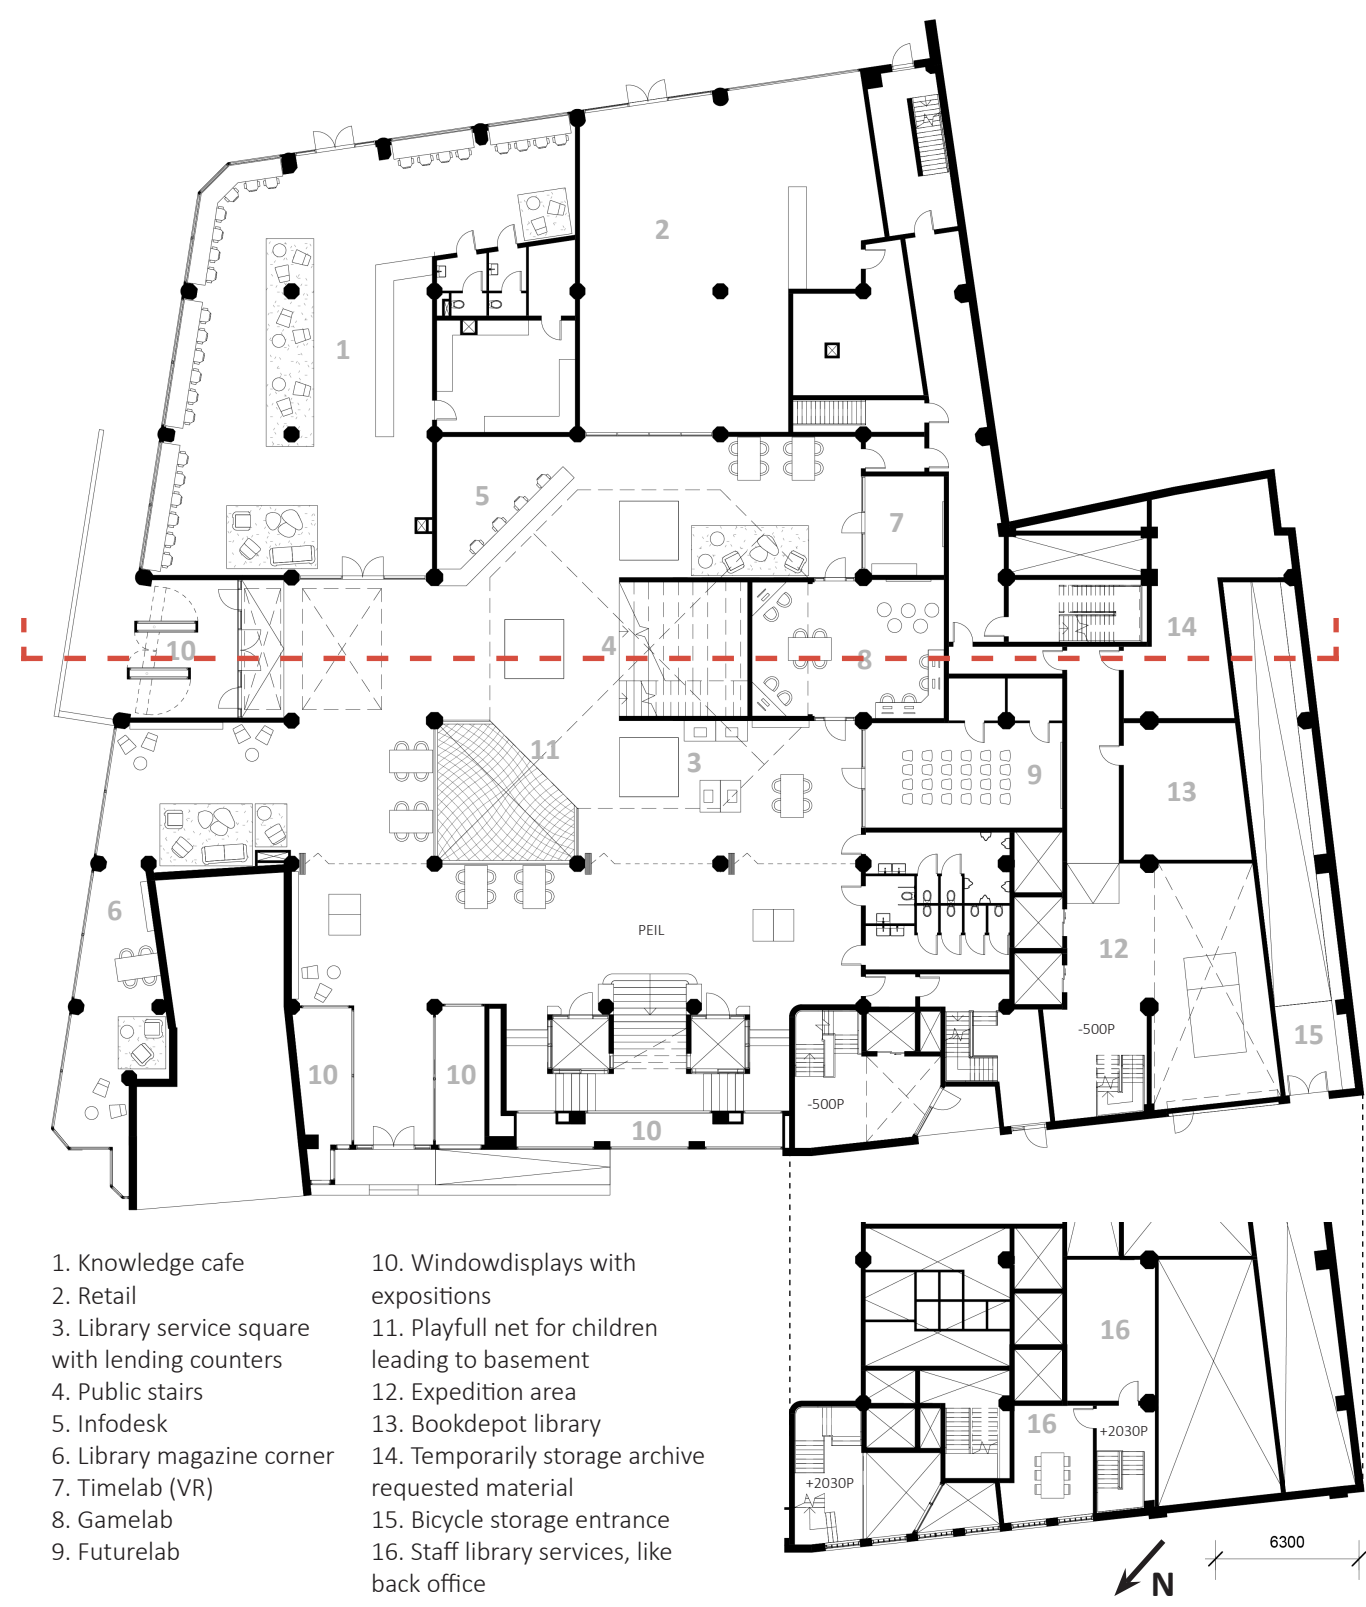 2
1
5
7
14
10
4
8
11
3
9
13
6
PEIL
12
-500P
15
10
10
-500P
10
1. Knowledge cafe
2. Retail
3. Library service square
with lending counters
4. Public stairs
5. Infodesk
6. Library magazine corner
7. Timelab (VR)
8. Gamelab
9. Futurelab
10. Windowdisplays with
expositions
11. Playfull net for children
leading to basement
12. Expedition area
13. Bookdepot library
14. Temporarily storage archive
requested material
15. Bicycle storage entrance
16. Staff library services, like
back office
16
16
+2030P
+2030P
6300
N